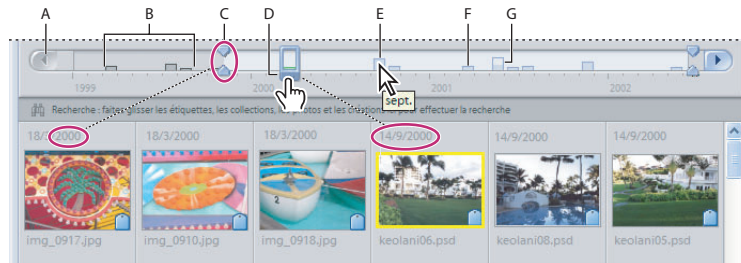 A B C D E F G
sept.
1999 2000 2001 2002
Recherche : faites glisser les étiquettes, les collections, les photos et les créations ici pour effectuer la recherche
18/3/2000 18/3/2000 18/3/2000 14/9/2000 14/9/2000 14/9/2000
2
img_0917.jpg img_0910.jpg img_0918.jpg keolani06.psd keolani08.psd keolani05.psd